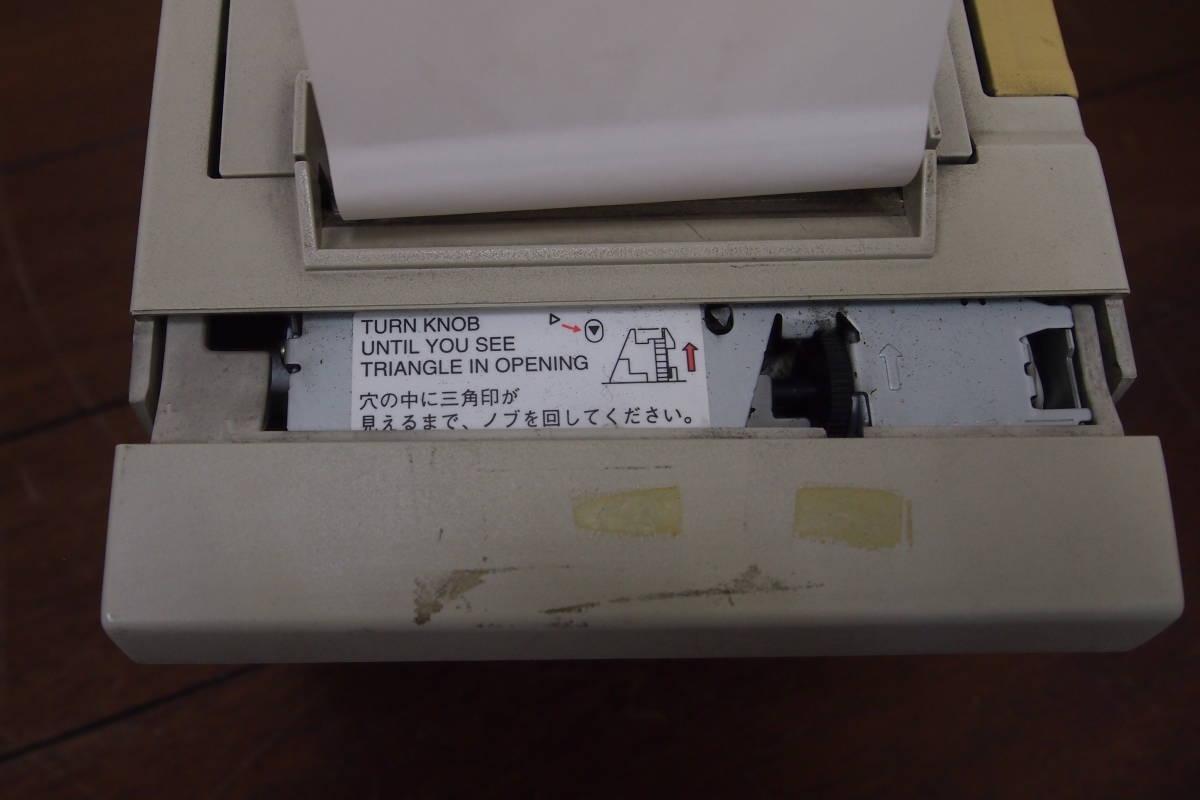 TURN KNOB
UNTIL YOU SEE
TRIANGLE IN OPENING
穴の中に三角印が
見えるまで、ノブを回してください。